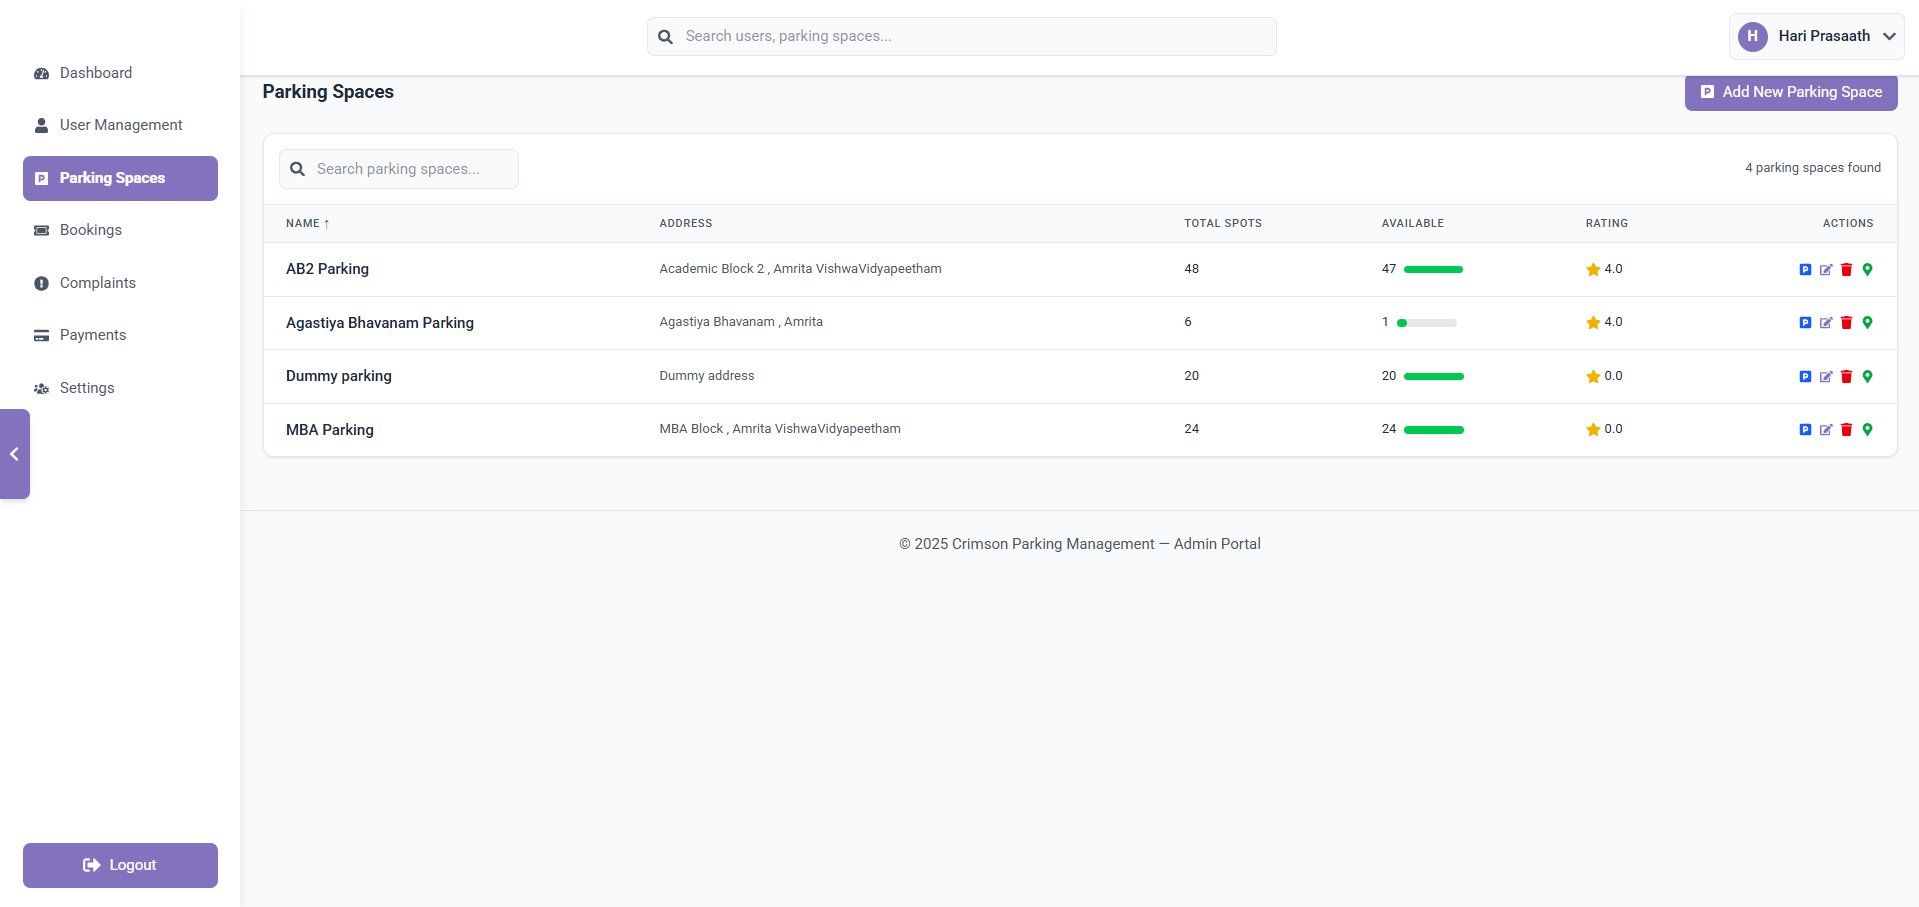 Search users, parking spaces...
H Hari Prasaath
Dashboard
User Management
Parking Spaces
Bookings
Complaints
Payments
Settings
Logout
Parking Spaces
P Add New Parking Space
Search parking spaces...
4 parking spaces found
NAME ↑ ADDRESS TOTAL SPOTS AVAILABLE RATING ACTIONS
AB2 Parking Academic Block 2 , Amrita VishwaVidyapeetham 48 47 4.0 P
Agastiya Bhavanam Parking Agastiya Bhavanam , Amrita 6 1 4.0 P
Dummy parking Dummy address 20 20 0.0 P
MBA Parking MBA Block , Amrita VishwaVidyapeetham 24 24 0.0 P
© 2025 Crimson Parking Management — Admin Portal